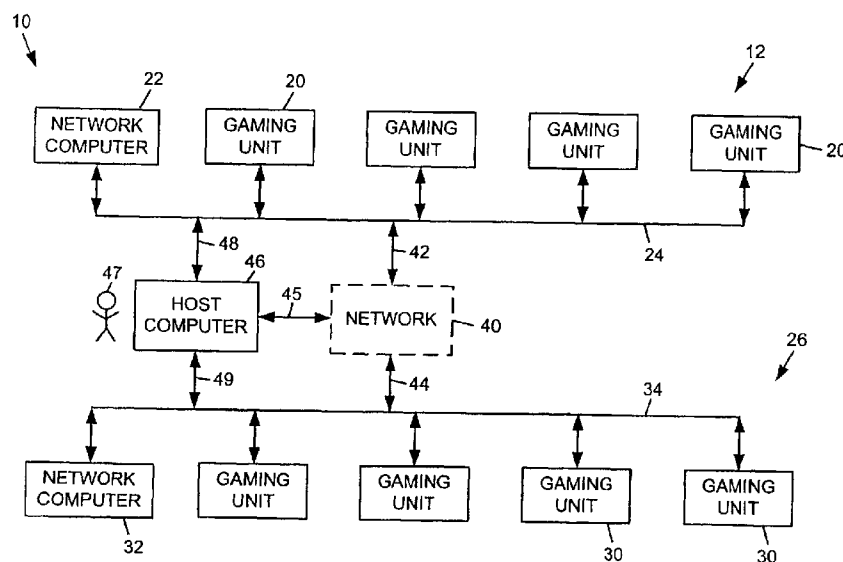 10
12
22
20
NETWORK
COMPUTER
GAMING
UNIT
GAMING
UNIT
GAMING
UNIT
GAMING
UNIT
20
48
42
24
47
46
HOST
COMPUTER
45
NETWORK
40
26
49
44
34
NETWORK
COMPUTER
GAMING
UNIT
GAMING
UNIT
GAMING
UNIT
GAMING
UNIT
32
30
30